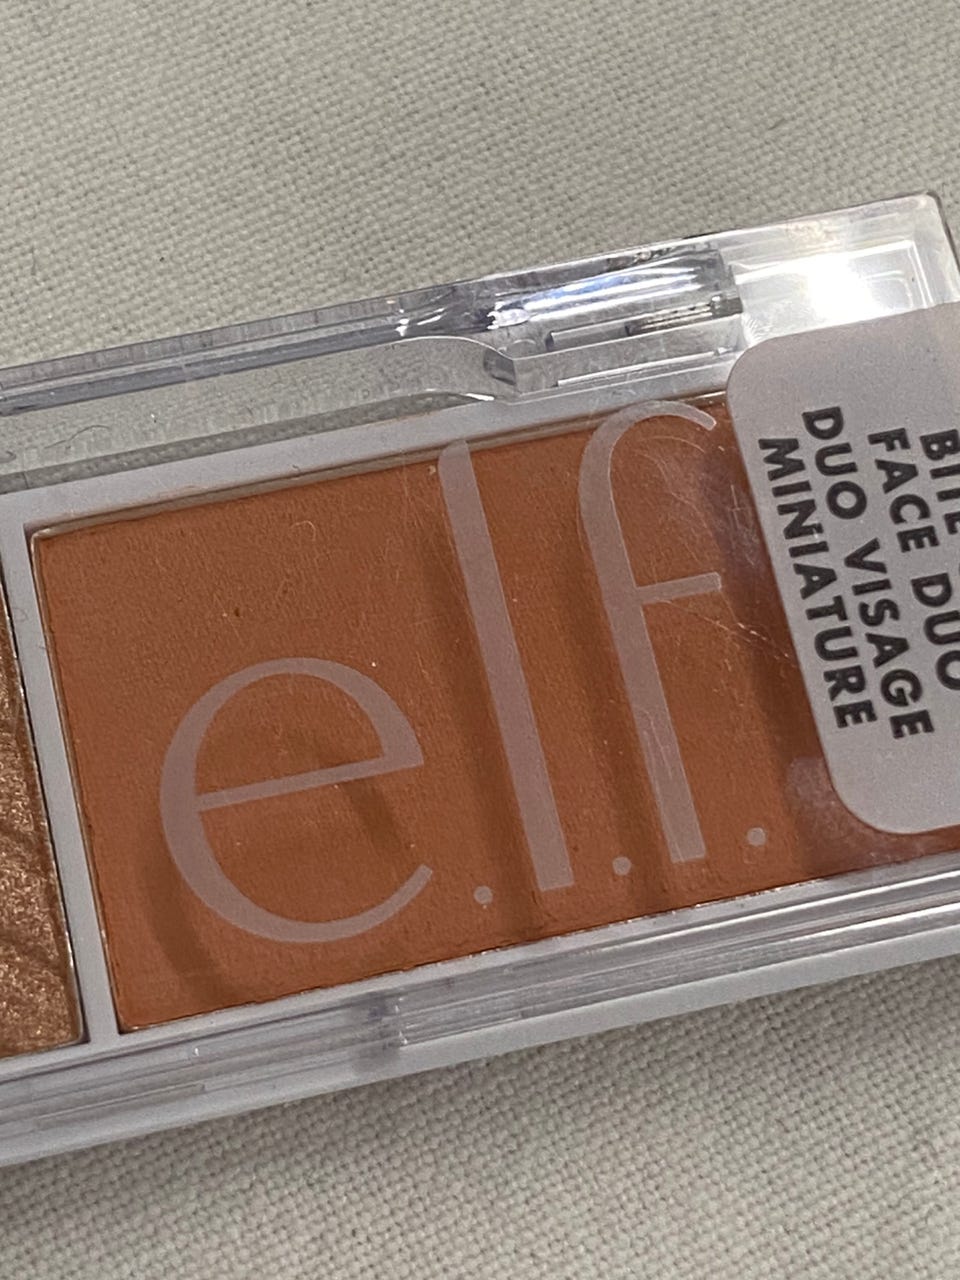 e.l.f.
FACE DUO
DUO VISAGE
MINIATURE